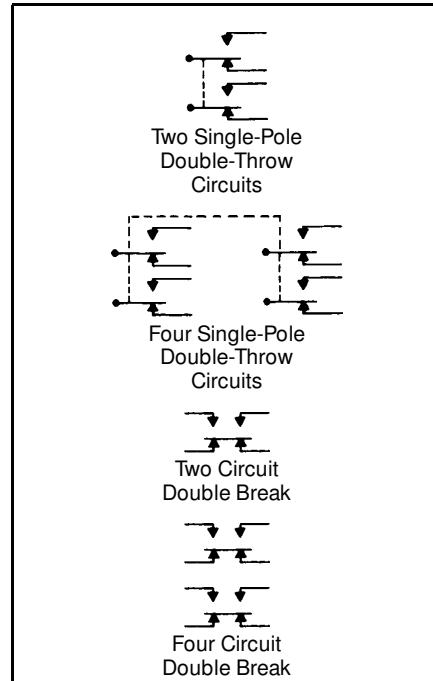 Two Single-Pole
Double-Throw
Circuits
Four Single-Pole
Double-Throw
Circuits
Two Circuit
Double Break
Four Circuit
Double Break